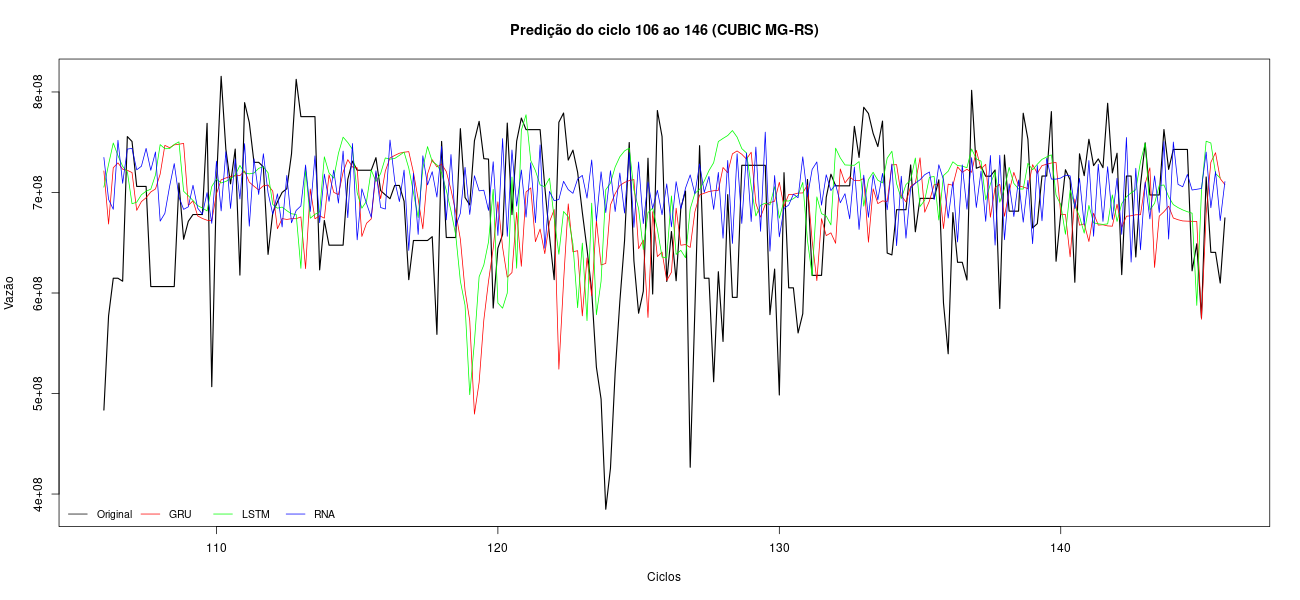 Predição do ciclo 106 ao 146 (CUBIC MG-RS)
Vazão
8e+08
7e+08
6e+08
5e+08
4e+08
Original GRU LSTM RNA
110 120 130 140
Ciclos